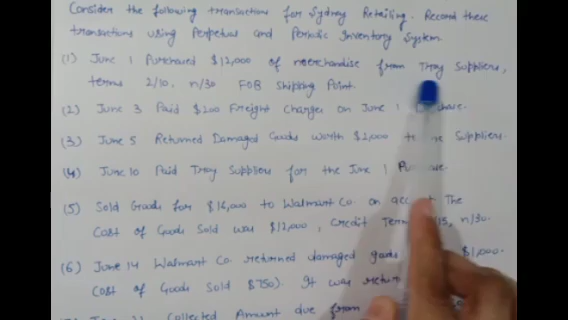 Consider the following transactions for Sydney Retailing. Record these
transactions using Perpetual and Periodic Inventory System.
(1) June 1 Purchased $12,000 of merchandise from Troy Suppliers,
terms 2/10, n/30 FOB Shipping Point.
(2) June 3 Paid $200 Freight Charges on June 1
(3) June 5 Returned Damaged Goods worth $2,000 Suppliers.
(4) June 10 Paid Troy Suppliers for the June 1
(5) Sold Goods for $16,000 to Walmart Co. on The
Cost of Goods Sold was $12,000, Credit /15, n/30.
(6) June 14 Walmart Co. returned damaged goods $1,000.
Cost of Goods Sold $750). It was
Collected Amount due from